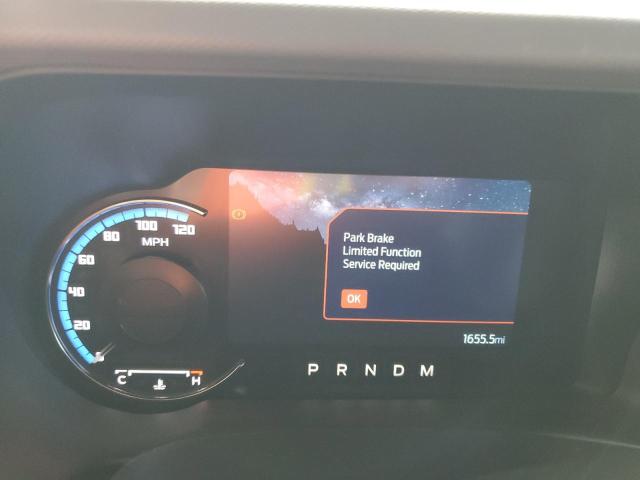 120
100
80
MPH
60
40
20
C H
Park Brake
Limited Function
Service Required
OK
1655.5mi
P R N D M